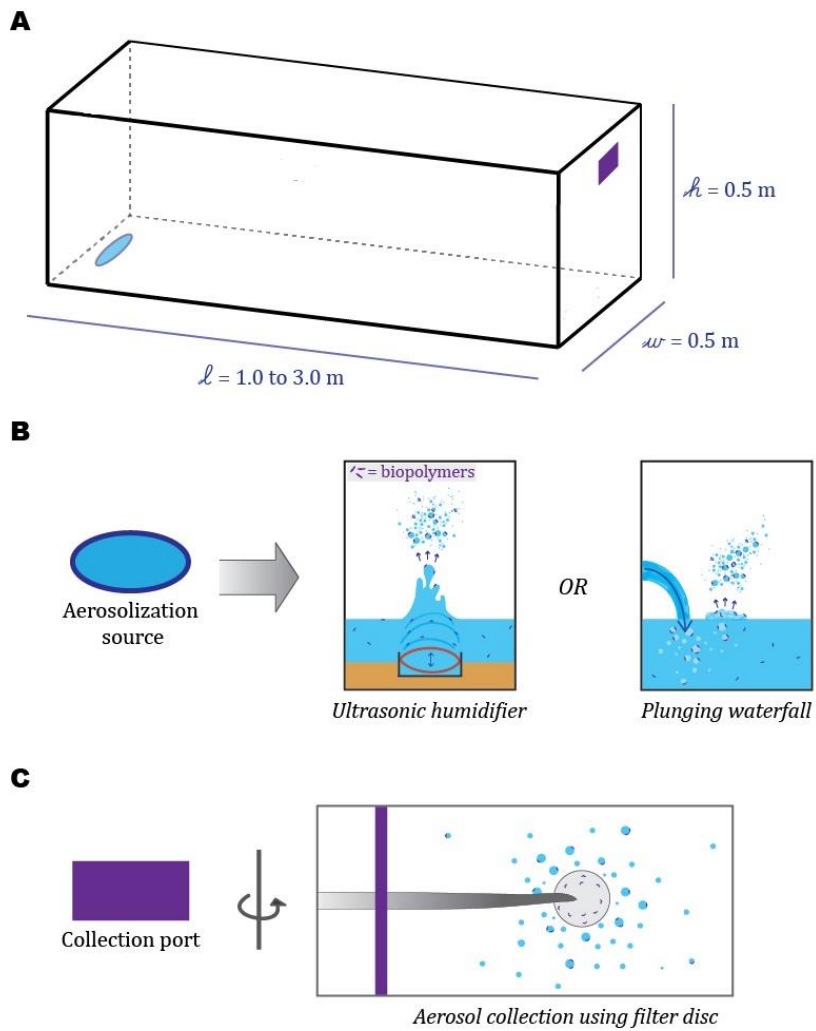 A
𝓱 = 0.5 m
𝔀 = 0.5 m
𝓵 = 1.0 to 3.0 m
B
= biopolymers
Aerosolization
source
OR
Ultrasonic humidifier
Plunging waterfall
C
Collection port
Aerosol collection using filter disc